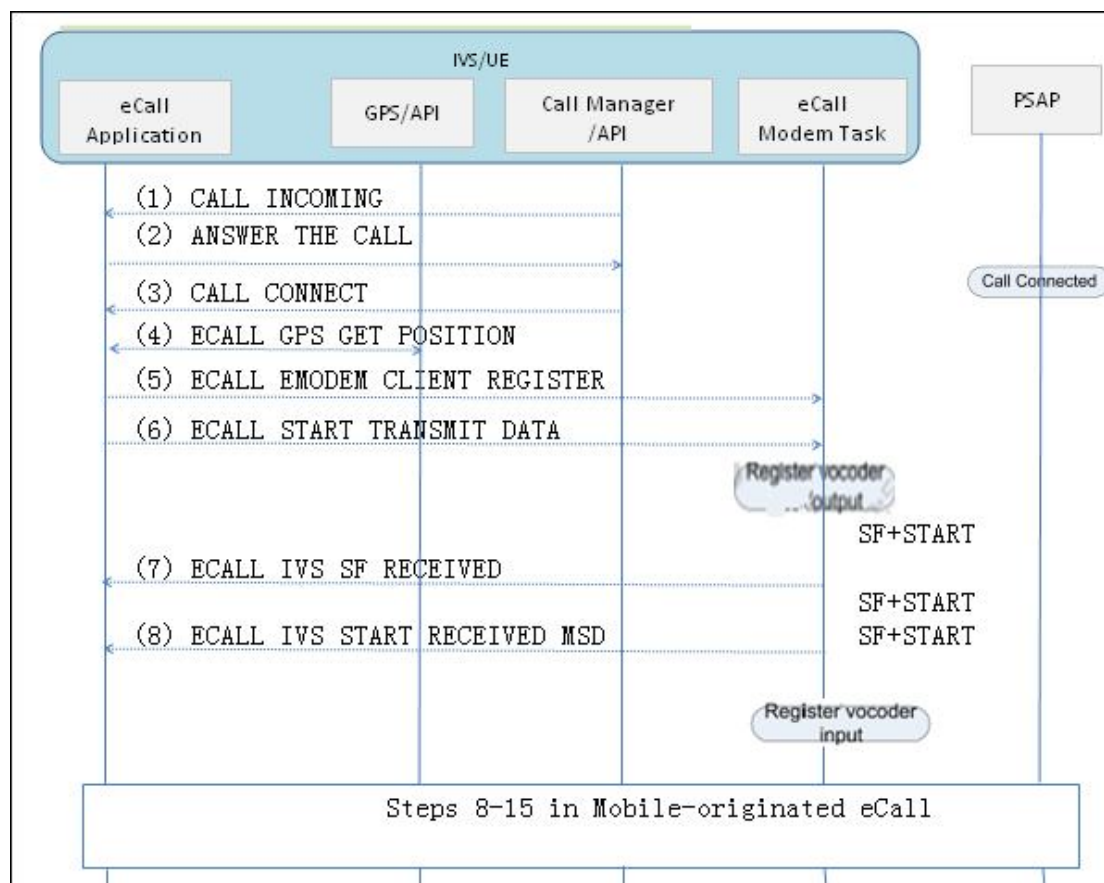 IVS/UE
eCall
Application
GPS/API
Call Manager
/API
eCall
Modem Task
PSAP
(1) CALL INCOMING
(2) ANSWER THE CALL
Call Connected
(3) CALL CONNECT
(4) ECALL GPS GET POSITION
(5) ECALL EMODEM CLIENT REGISTER
(6) ECALL START TRANSMIT DATA
Register vocoder
output
SF+START
(7) ECALL IVS SF RECEIVED
SF+START
(8) ECALL IVS START RECEIVED MSD
SF+START
Register vocoder
input
Steps 8-15 in Mobile-originated eCall